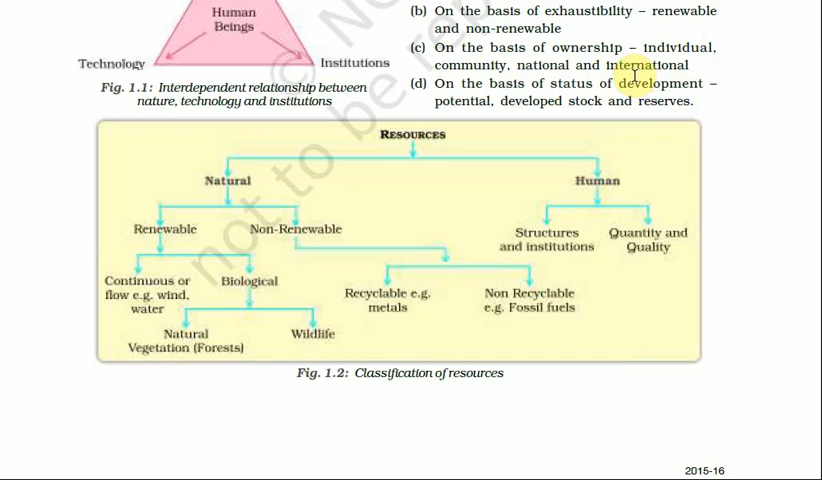 Human
Beings
Technology
Institutions
Fig. 1.1: Interdependent relationship between
nature, technology and institutions
(b) On the basis of exhaustibility – renewable
and non-renewable
(c) On the basis of ownership – individual,
community, national and international
(d) On the basis of status of development –
potential, developed stock and reserves.
RESOURCES
Natural
Human
Renewable
Non-Renewable
Structures
and institutions
Quantity and
Quality
Continuous or
flow e.g. wind,
water
Biological
Recyclable e.g.
metals
Non Recyclable
e.g. Fossil fuels
Natural
Vegetation (Forests)
Wildlife
Fig. 1.2: Classification of resources
2015-16
not to be